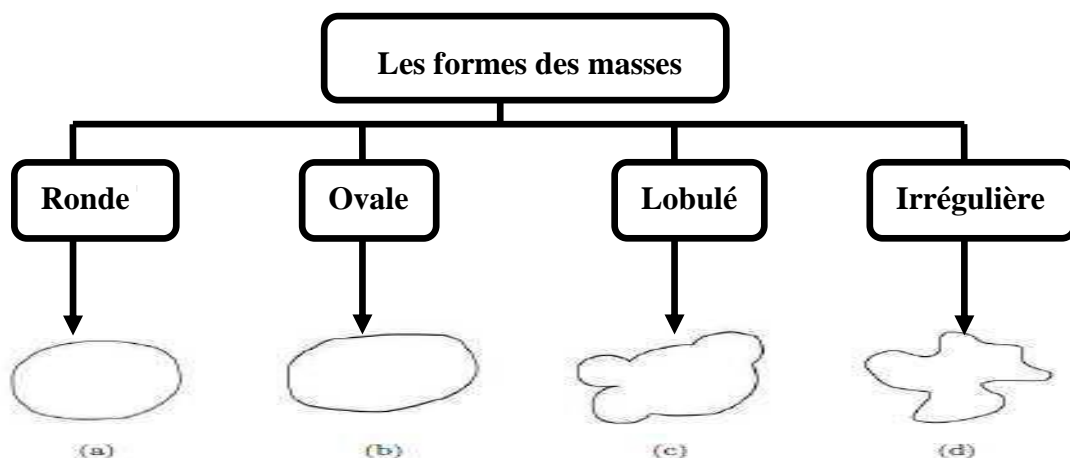 Les formes des masses
Ronde Ovale Lobulé Irrégulière
(a) (b) (c) (d)